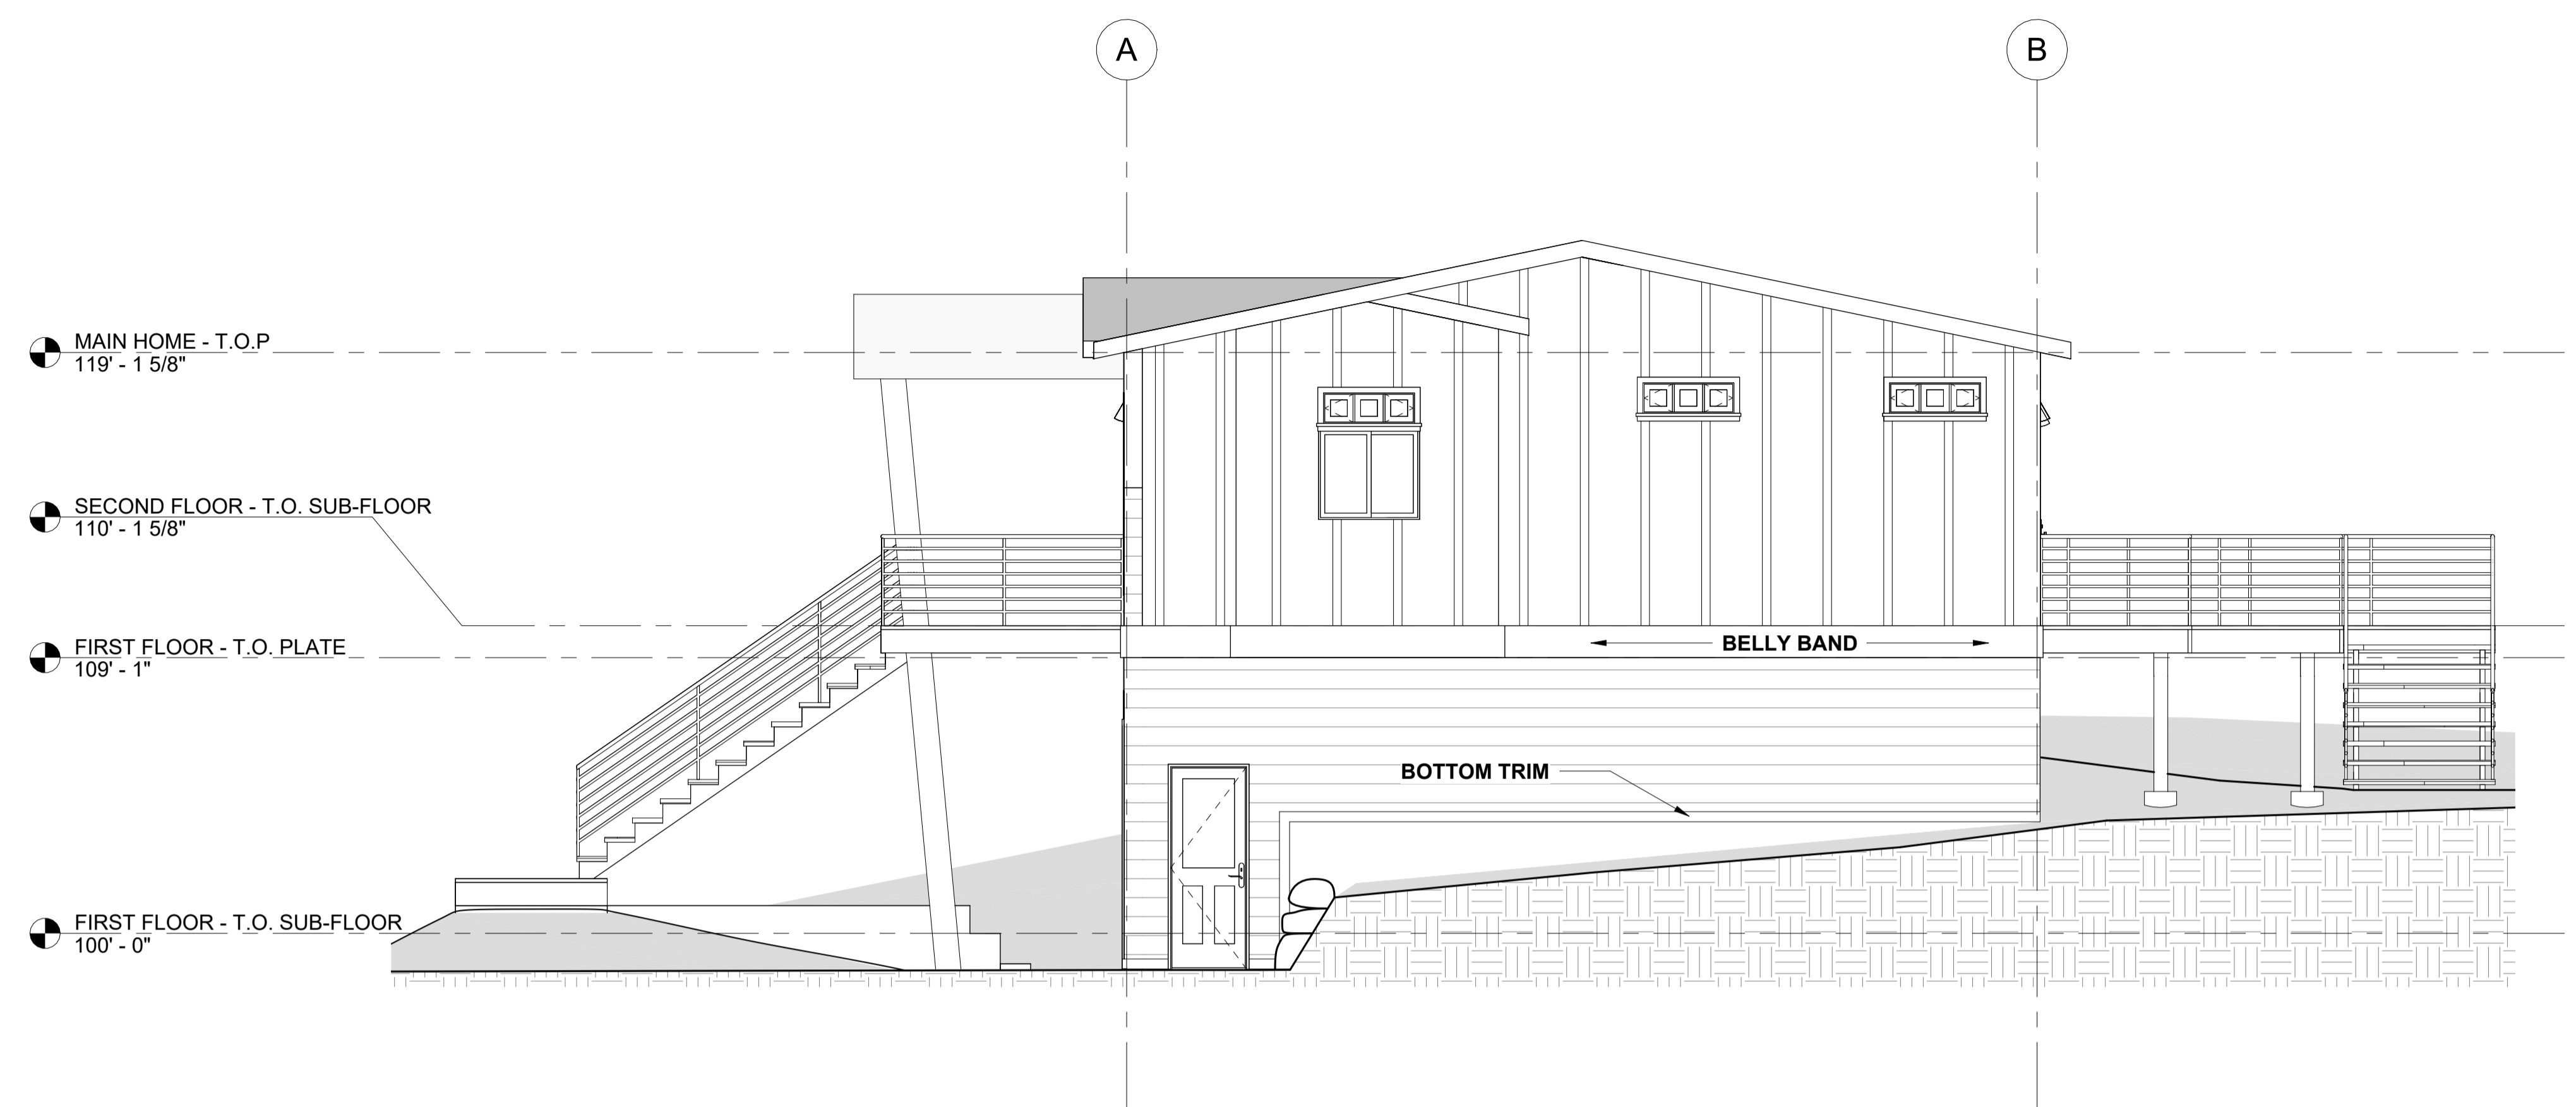 A
B
MAIN HOME - T.O.P
119' - 1 5/8"
SECOND FLOOR - T.O. SUB-FLOOR
110' - 1 5/8"
FIRST FLOOR - T.O. PLATE
109' - 1"
BELLY BAND
BOTTOM TRIM
FIRST FLOOR - T.O. SUB-FLOOR
100' - 0"